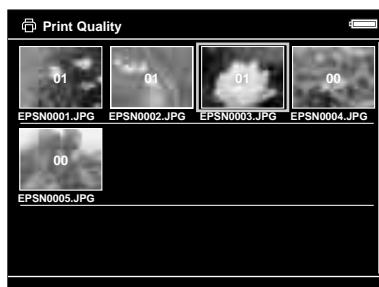 Print Quality
01 01 01 00
EPSN0001.JPG EPSN0002.JPG EPSN0003.JPG EPSN0004.JPG
00
EPSN0005.JPG